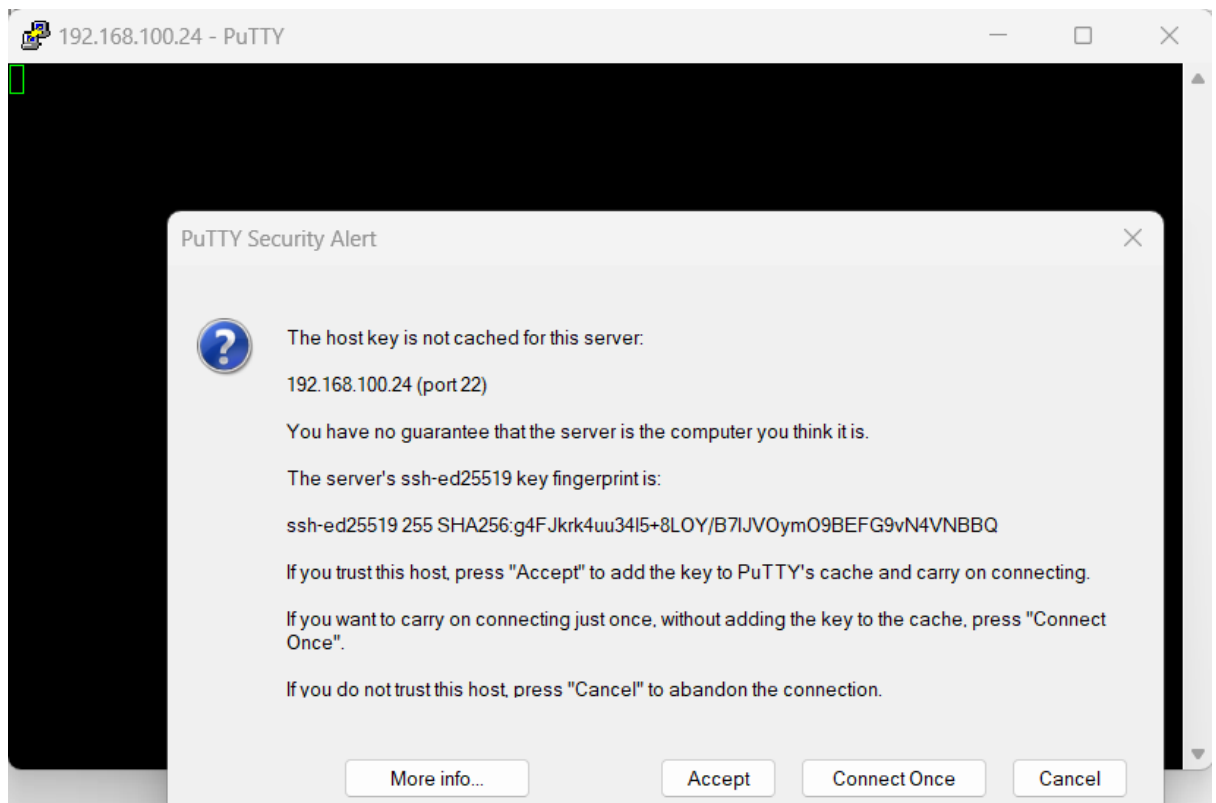 192.168.100.24 - PuTTY
PuTTY Security Alert
The host key is not cached for this server:
192.168.100.24 (port 22)
You have no guarantee that the server is the computer you think it is.
The server's ssh-ed25519 key fingerprint is:
ssh-ed25519 255 SHA256:g4FJkrk4uu34I5+8LOY/B7IJVOymO9BEFG9vN4VNBBQ
If you trust this host, press "Accept" to add the key to PuTTY's cache and carry on connecting.
If you want to carry on connecting just once, without adding the key to the cache, press "Connect
Once".
If you do not trust this host, press "Cancel" to abandon the connection.
More info... Accept Connect Once Cancel